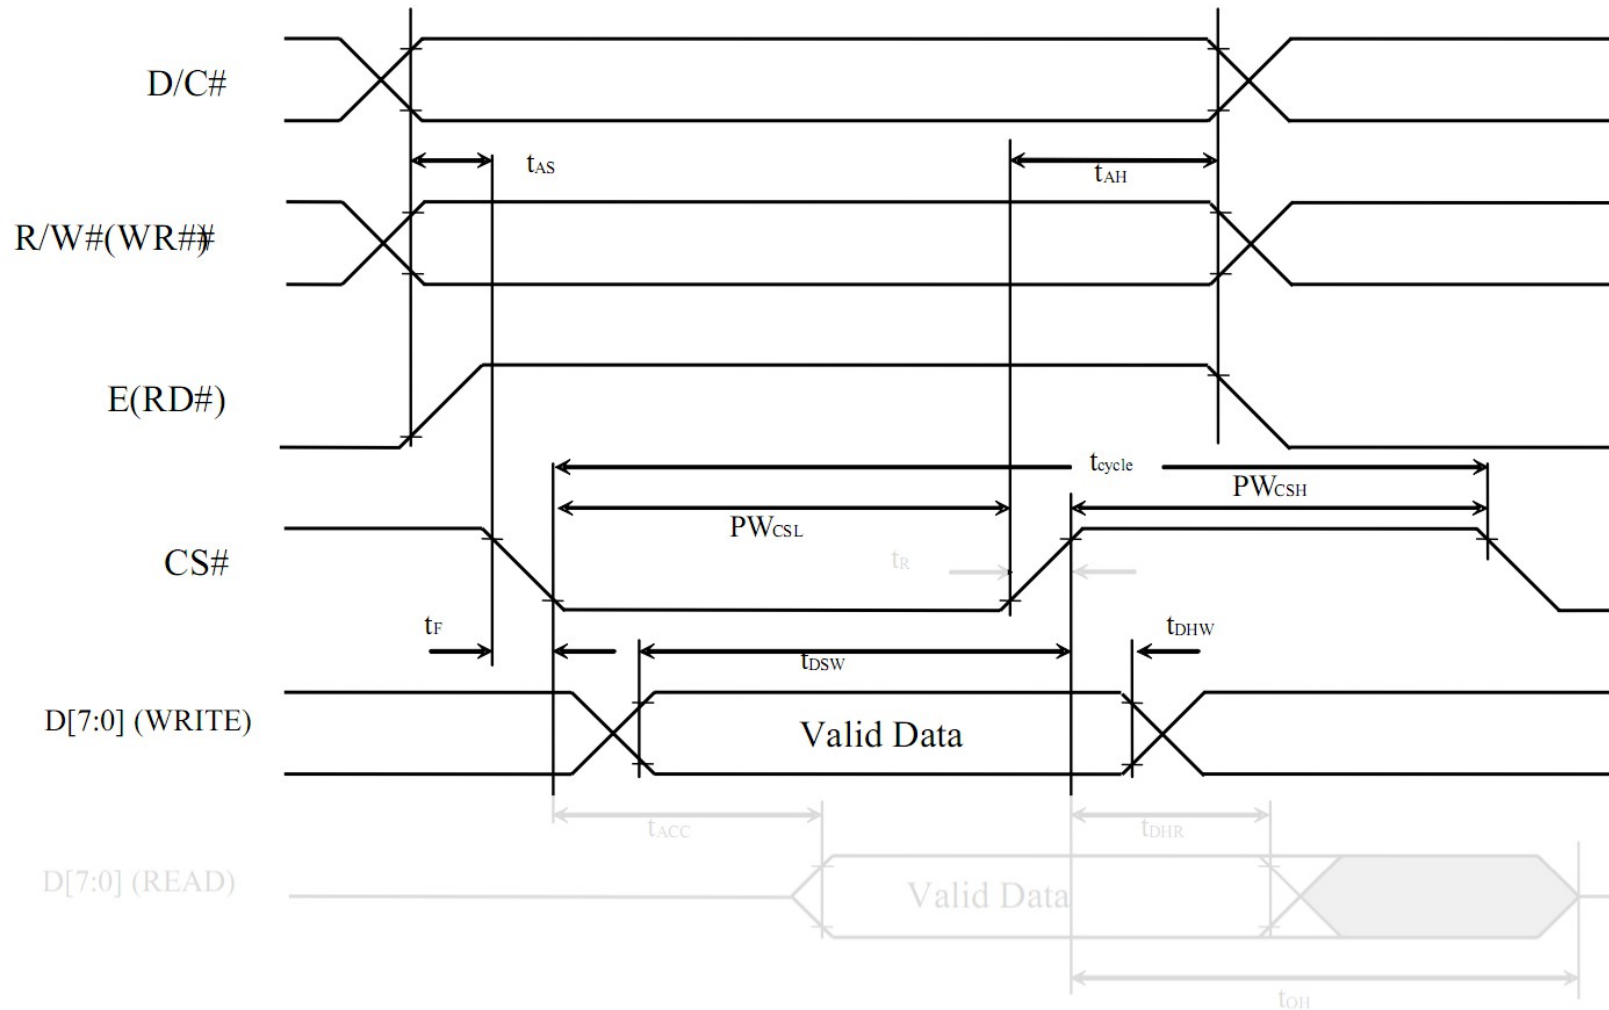 D/C#
tAS
tAH
R/W#(WR##)
E(RD#)
tcycle
PWCSH
PWCSL
CS#
tR
tF
tDHW
tDSW
D[7:0] (WRITE)
Valid Data
tACC
tDHR
D[7:0] (READ)
Valid Data
tOH